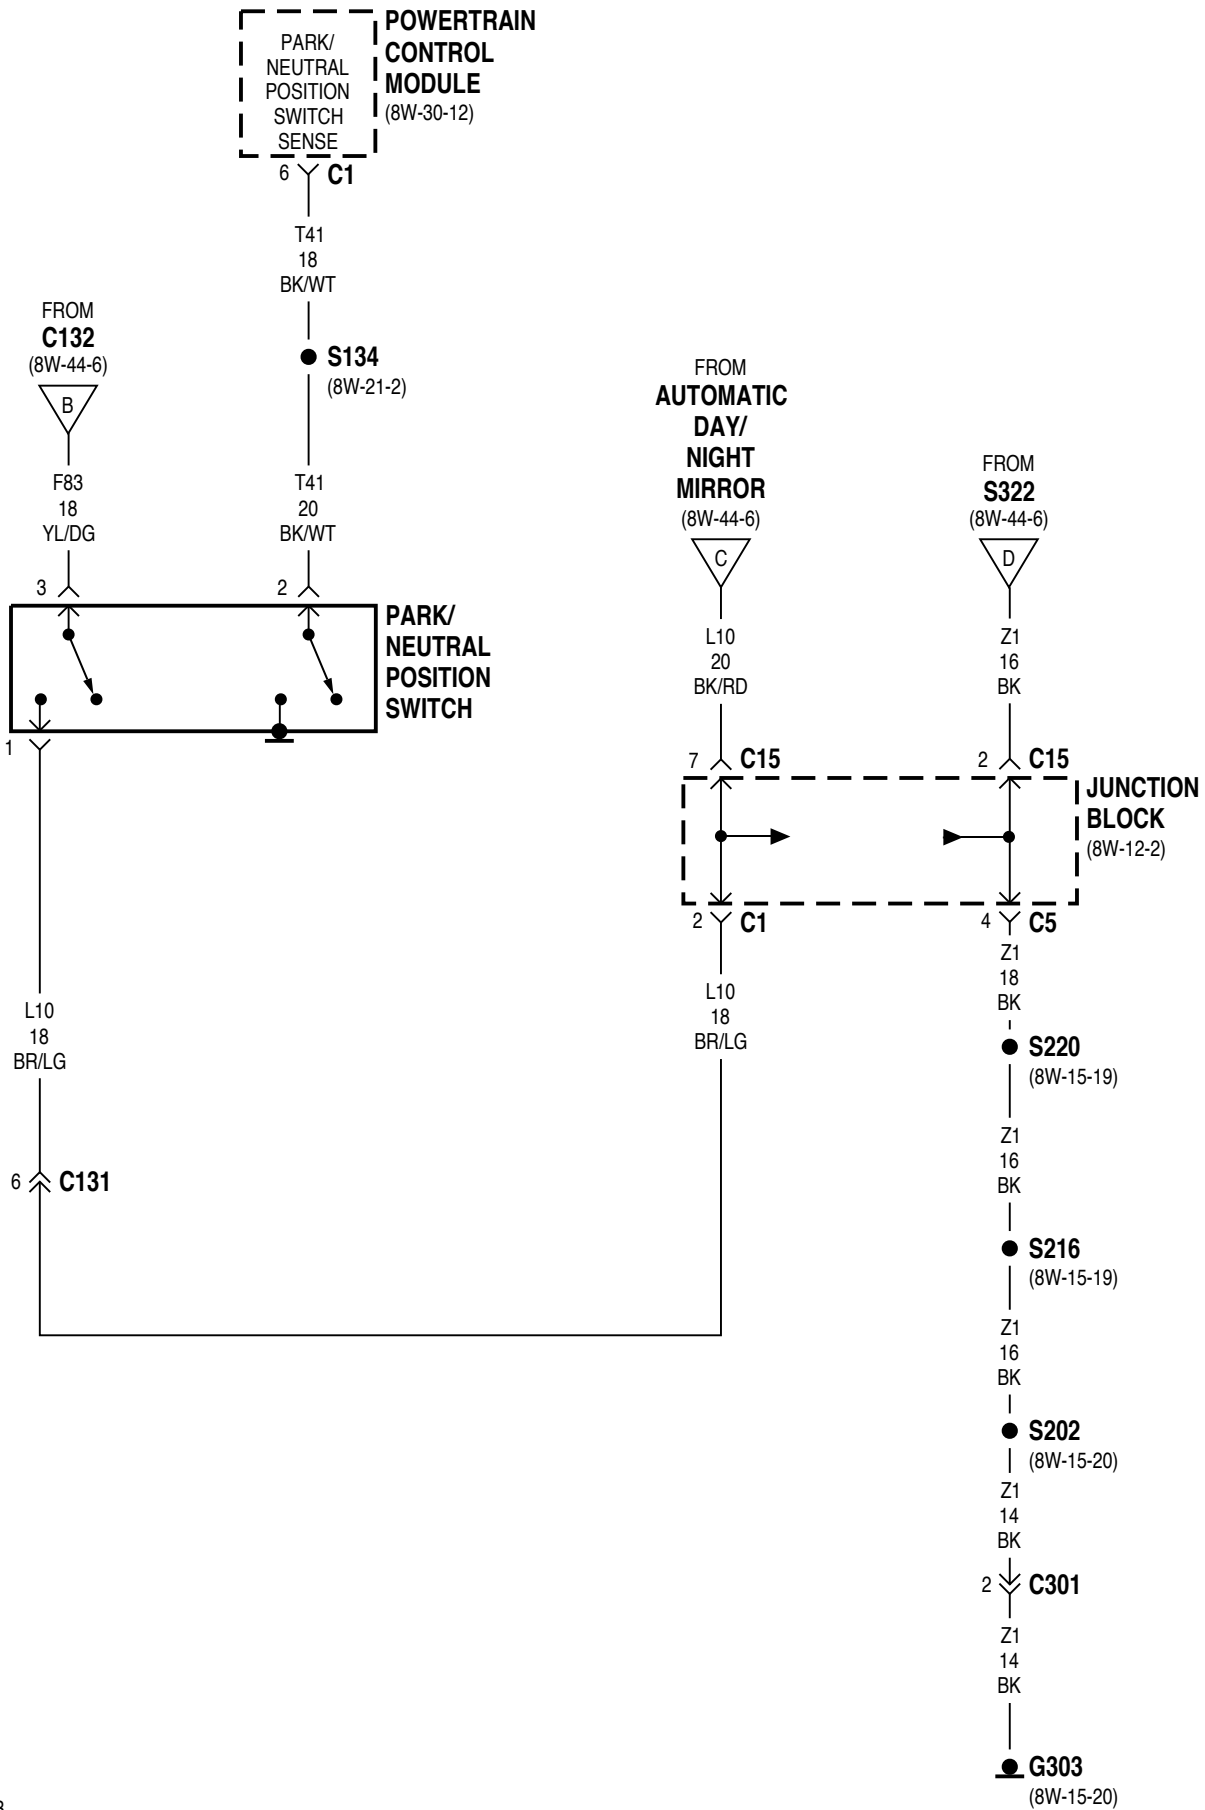 PARK/
NEUTRAL
POSITION
SWITCH
SENSE
POWERTRAIN
CONTROL
MODULE
(8W-30-12)
6
C1
T41
18
BK/WT
FROM
C132
(8W-44-6)
B
F83
18
YL/DG
3
S134
(8W-21-2)
T41
20
BK/WT
2
PARK/
NEUTRAL
POSITION
SWITCH
1
L10
18
BR/LG
6
C131
FROM
AUTOMATIC
DAY/
NIGHT
MIRROR
(8W-44-6)
C
L10
20
BK/RD
7
C15
FROM
S322
(8W-44-6)
D
Z1
16
BK
2
C15
JUNCTION
BLOCK
(8W-12-2)
2
C1
L10
18
BR/LG
4
C5
Z1
18
BK
S220
(8W-15-19)
Z1
16
BK
S216
(8W-15-19)
Z1
16
BK
S202
(8W-15-20)
Z1
14
BK
2
C301
Z1
14
BK
G303
(8W-15-20)